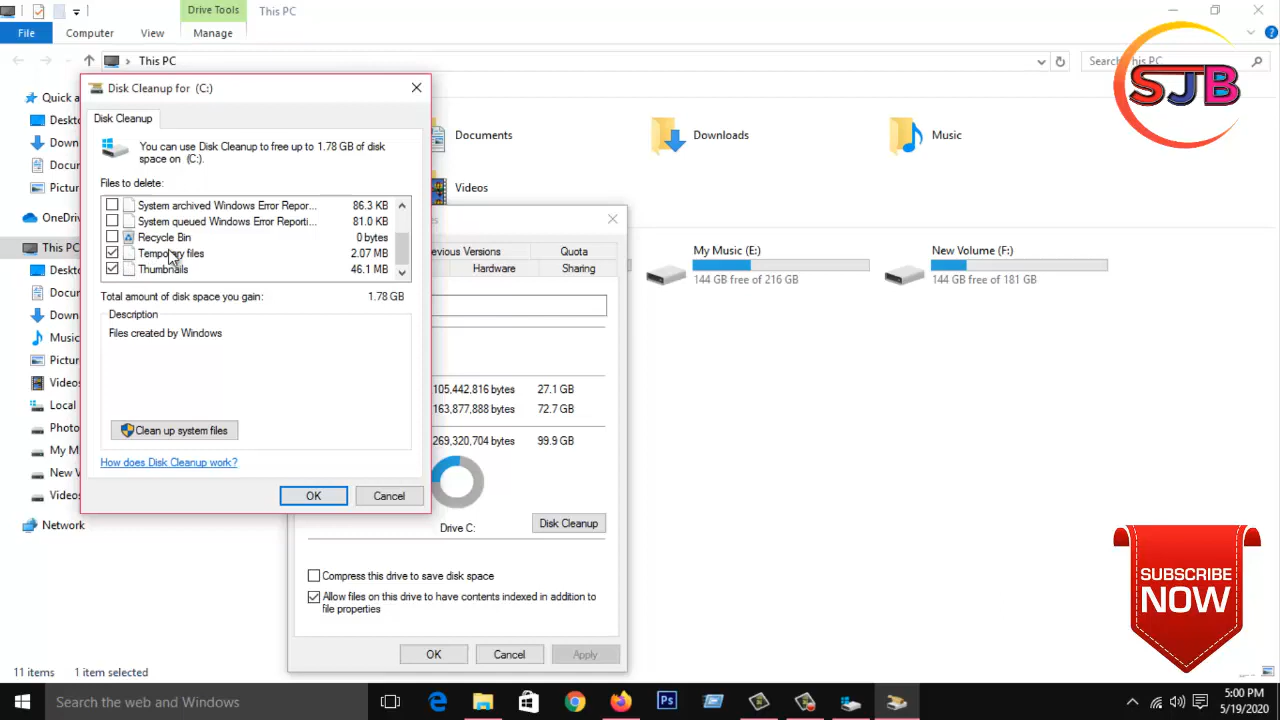 Drive Tools
This PC
File
Computer
View
Manage
This PC
Search This PC
SJB
Quick a
Deskto
Down
Docum
Pictur
OneDriv
This PC
Deskto
Docum
Down
Music
Pictur
Videos
Local
Photo
My M
New V
Videos
Network
Documents
Downloads
Music
Videos
My Music (E:)
144 GB free of 216 GB
New Volume (F:)
144 GB free of 181 GB
Disk Cleanup for (C:)
Disk Cleanup
You can use Disk Cleanup to free up to 1.78 GB of disk
space on (C:).
Files to delete:
System archived Windows Error Repor... 86.3 KB
System queued Windows Error Reporti... 81.0 KB
Recycle Bin 0 bytes
Temporary files 2.07 MB
Thumbnails 46.1 MB
Total amount of disk space you gain: 1.78 GB
Description
Files created by Windows
Clean up system files
How does Disk Cleanup work?
OK
Cancel
evious Versions
Quota
Hardware
Sharing
105,442,816 bytes 27.1 GB
163,877,888 bytes 72.7 GB
269,320,704 bytes 99.9 GB
Drive C:
Disk Cleanup
Compress this drive to save disk space
Allow files on this drive to have contents indexed in addition to
file properties
OK
Cancel
Apply
SUBSCRIBE
NOW
11 items
1 item selected
Search the web and Windows
Ps
5:00 PM
5/19/2020